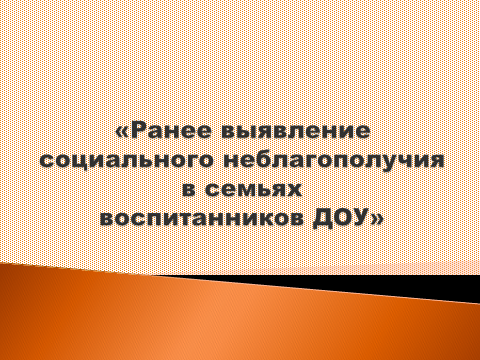 «Ранее выявление
социального неблагополучия
в семьях
воспитанников ДОУ»